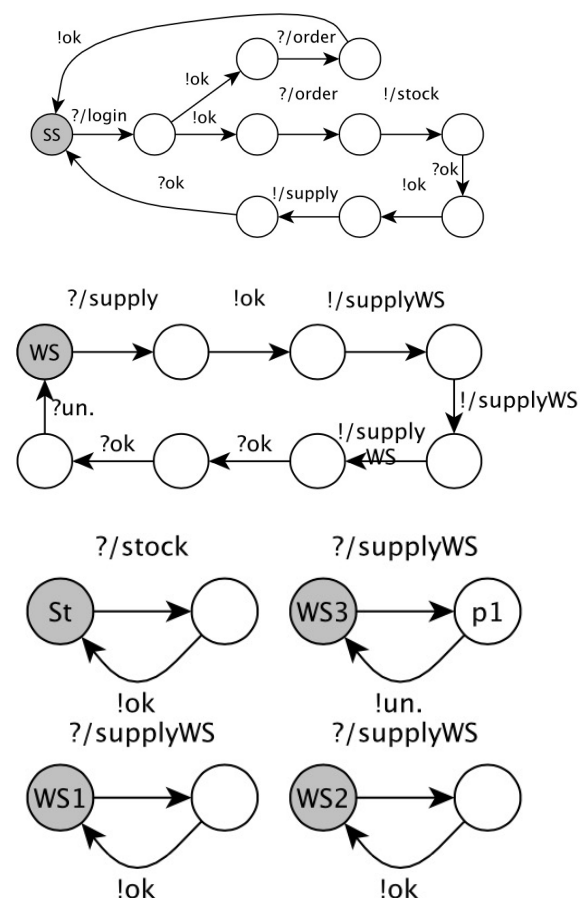 !ok
?/order
!ok
?/order
!/stock
SS
?/login
!ok
?ok
?ok
!/supply
!ok
?/supply
!ok
!/supplyWS
WS
?un.
!/supplyWS
?ok
?ok
!/supply
WS
?/stock
?/supplyWS
St
WS3
p1
!ok
!un.
?/supplyWS
?/supplyWS
WS1
WS2
!ok
!ok